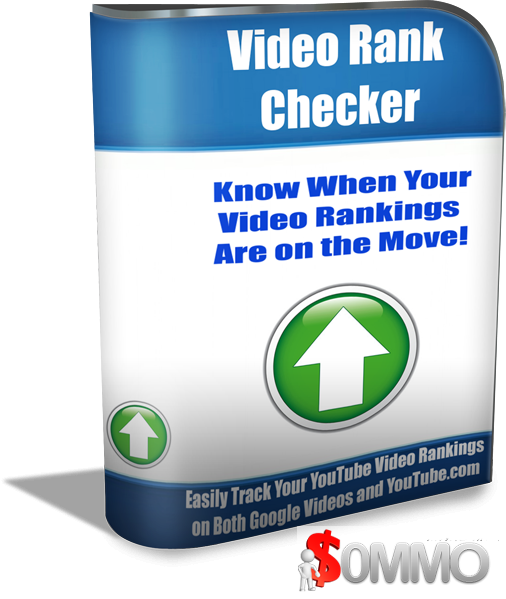 Video Rank
Checker
Know When Your
Video Rankings
Are on the Move!
Easily Track Your YouTube Video Rankings
on Both Google Videos and YouTube.com
$OMMO